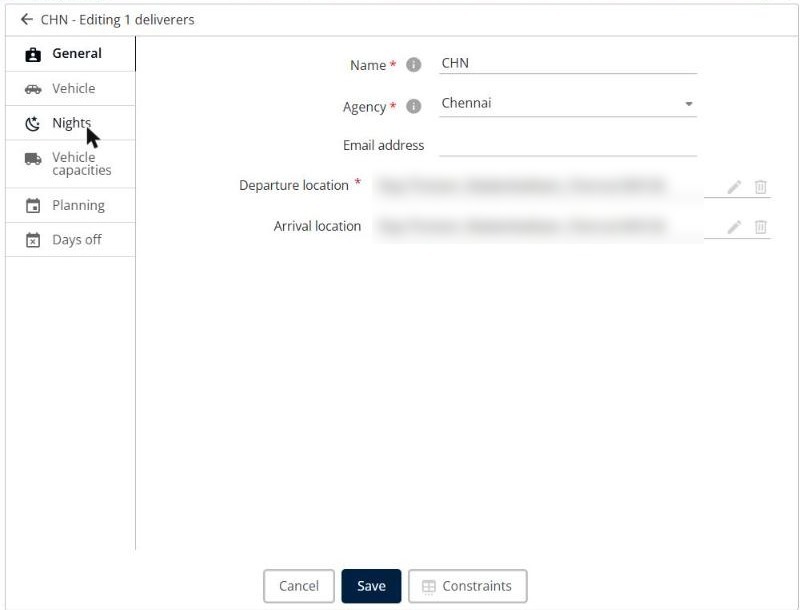 CHN - Editing 1 deliverers
General
Vehicle
Nights
Vehicle
capacities
Planning
Days off
Name *
CHN
Agency *
Chennai
Email address
Departure location *
Arrival location
Cancel
Save
Constraints